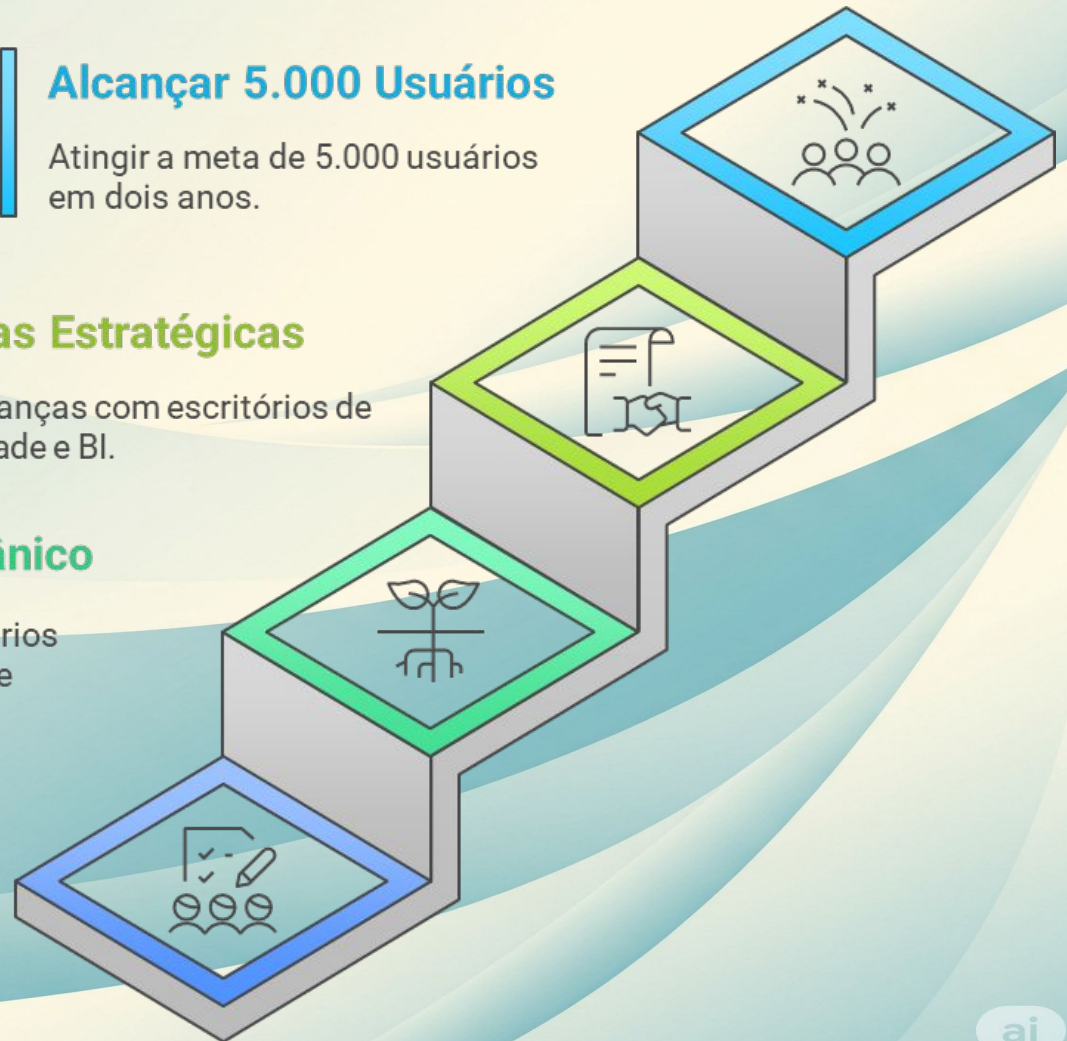 Alcançar 5.000 Usuários
Atingir a meta de 5.000 usuários
em dois anos.
as Estratégicas
anças com escritórios de
ade e BI.
ânico
rios
e
ai